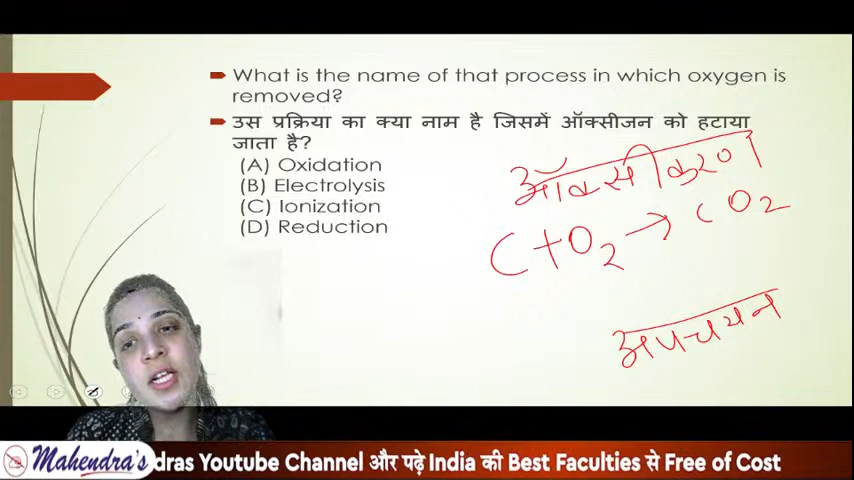 What is the name of that process in which oxygen is
removed?
उस प्रक्रिया का क्या नाम है जिसमें ऑक्सीजन को हटाया
जाता है?
(A) Oxidation
(B) Electrolysis
(C) Ionization
(D) Reduction
ऑक्सीकरण
C+O2→CO2
अपचयन
Mahendra's dras Youtube Channel और पढ़े India की Best Faculties से Free of Cost